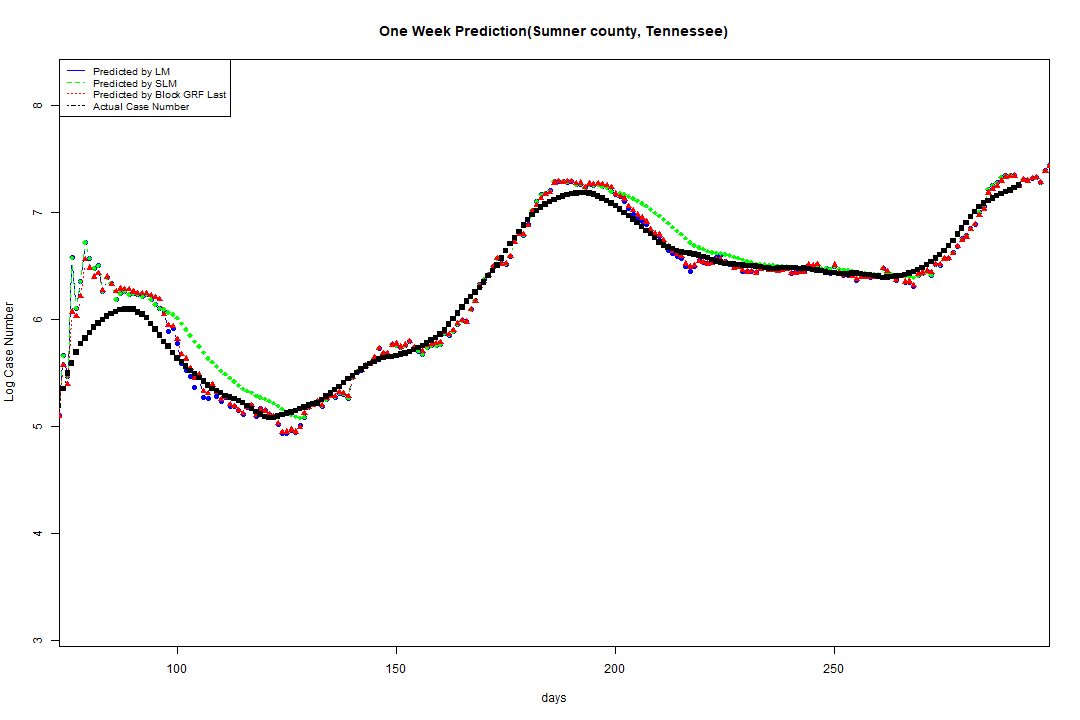 One Week Prediction(Sumner county, Tennessee)
Predicted by LM
Predicted by SLM
Predicted by Block GRF Last
Actual Case Number
8
7
6
5
4
3
Log Case Number
100 150 200 250
days